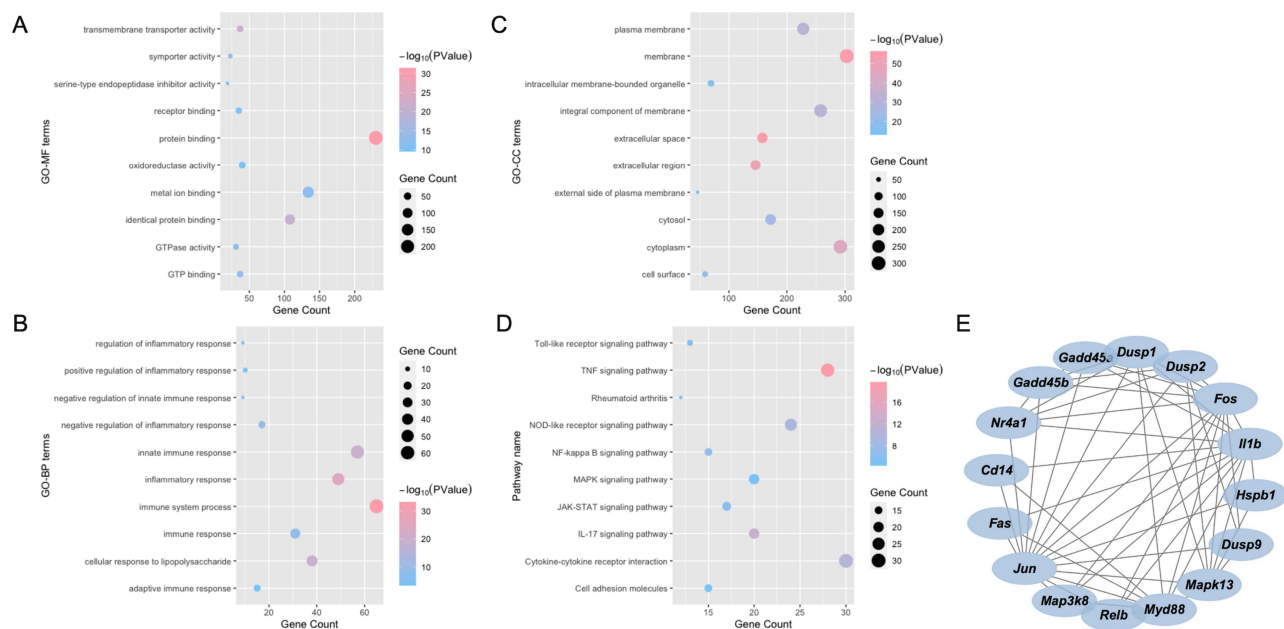 A
GO-MF terms
transmembrane transporter activity
symporter activity
serine-type endopeptidase inhibitor activity
receptor binding
protein binding
oxidoreductase activity
metal ion binding
identical protein binding
GTPase activity
GTP binding
50
100
150
200
Gene Count
−log10(PValue)
30
25
20
15
10
Gene Count
50
100
150
200
C
GO-CC terms
plasma membrane
membrane
intracellular membrane-bounded organelle
integral component of membrane
extracellular space
extracellular region
external side of plasma membrane
cytosol
cytoplasm
cell surface
100
200
300
Gene Count
−log10(PValue)
50
40
30
20
Gene Count
50
100
150
200
250
300
B
GO-BP terms
regulation of inflammatory response
positive regulation of inflammatory response
negative regulation of innate immune response
negative regulation of inflammatory response
innate immune response
inflammatory response
immune system process
immune response
cellular response to lipopolysaccharide
adaptive immune response
20
40
60
Gene Count
Gene Count
10
20
30
40
50
60
−log10(PValue)
30
20
10
D
Pathway name
Toll-like receptor signaling pathway
TNF signaling pathway
Rheumatoid arthritis
NOD-like receptor signaling pathway
NF-kappa B signaling pathway
MAPK signaling pathway
JAK-STAT signaling pathway
IL-17 signaling pathway
Cytokine-cytokine receptor interaction
Cell adhesion molecules
15
20
25
30
Gene Count
−log10(PValue)
16
12
8
Gene Count
15
20
25
30
E
Dusp1
Gadd45a
Dusp2
Gadd45b
Fos
Nr4a1
Il1b
Cd14
Hspb1
Fas
Dusp9
Jun
Mapk13
Map3k8
Relb
Myd88